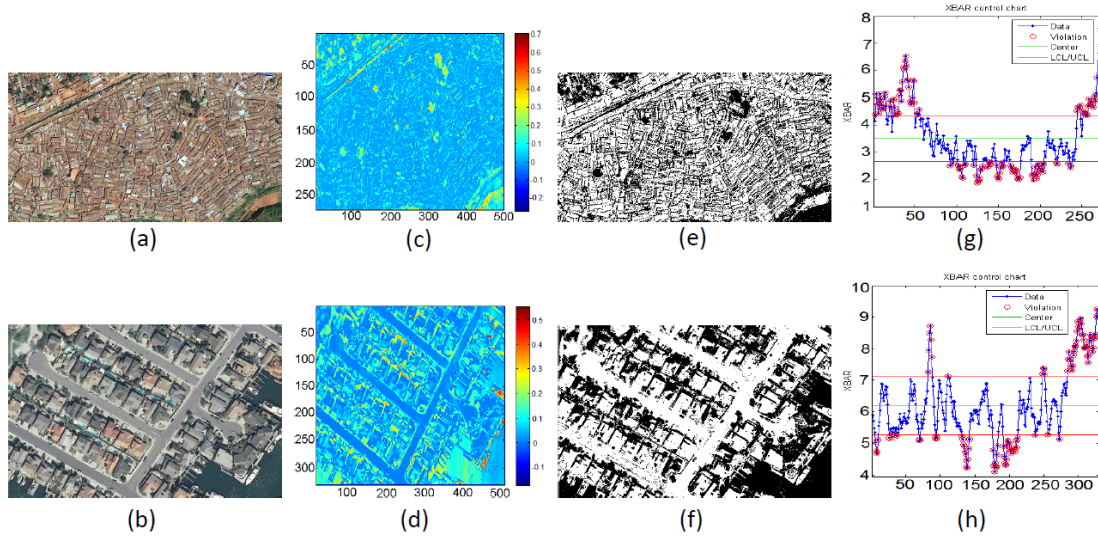 XBAR control chart
8
7
6
5
4
3
2
1
XBAR
Data
Violation
Center
LCL/UCL
50 100 150 200 250
0.7
0.6
0.5
0.4
0.3
0.2
0.1
0
-0.1
-0.2
50
100
150
200
250
100 200 300 400 500
(a)
(c)
(e)
(g)
XBAR control chart
10
9
8
7
6
5
4
XBAR
Data
Violation
Center
LCL/UCL
50 100 150 200 250 300
0.5
0.4
0.3
0.2
0.1
0
-0.1
50
100
150
200
250
300
100 200 300 400 500
(b)
(d)
(f)
(h)